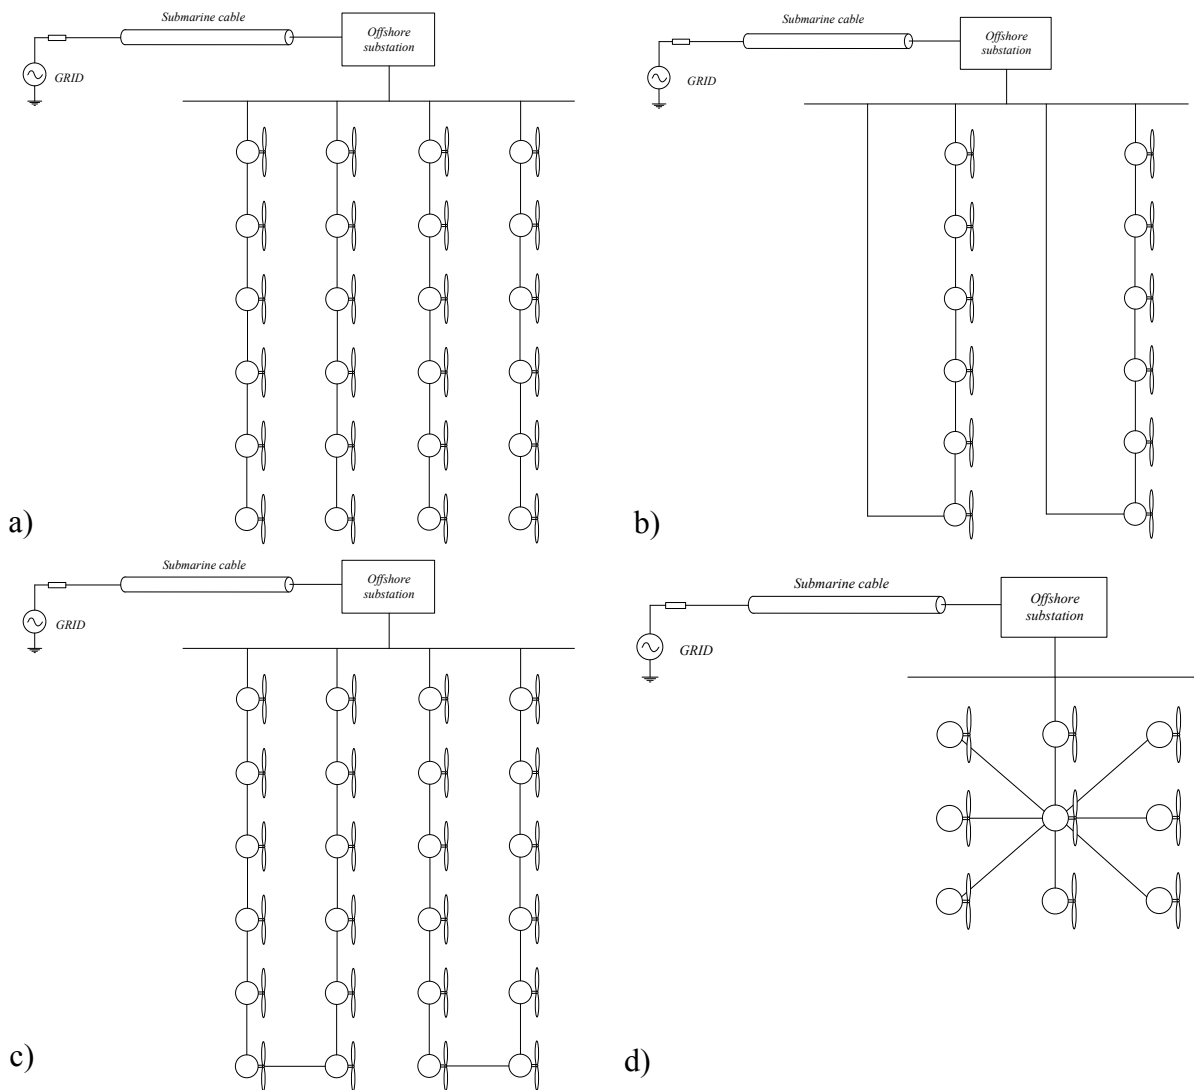 Submarine cable
Offshore
substation
GRID
a)
Submarine cable
Offshore
substation
GRID
b)
Submarine cable
Offshore
substation
GRID
c)
Submarine cable
Offshore
substation
GRID
d)